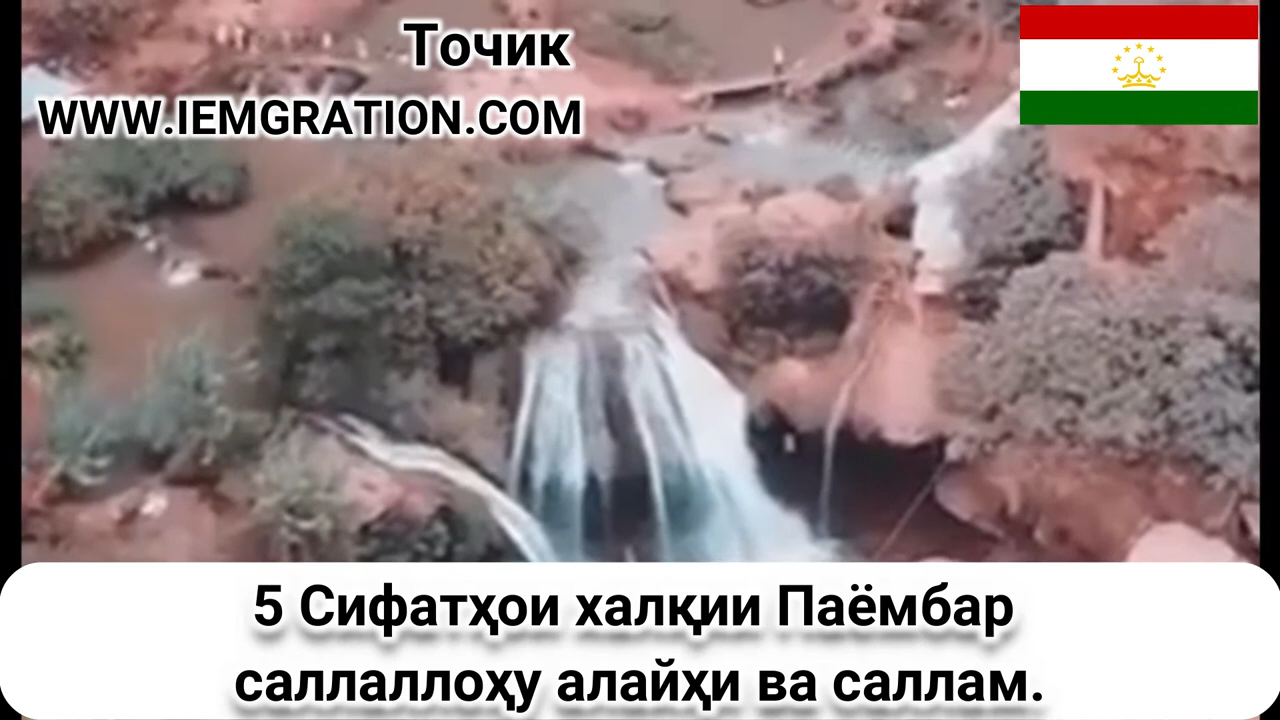 Точик
WWW.IEMGRATION.COM
5 Сифатҳои халқии Паёмбар
саллаллоҳу алайҳи ва саллам.